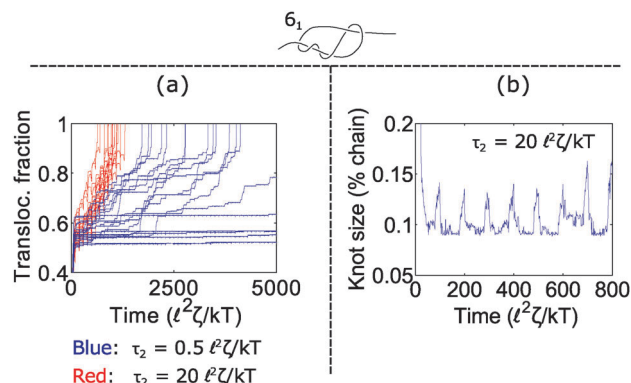 6₁
(a)
(b)
Transloc. fraction
1
0.8
0.6
0.4
0
2500
5000
Time (ℓ²ζ/kT)
Blue: τ₂ = 0.5 ℓ²ζ/kT
Red: τ₂ = 20 ℓ²ζ/kT
Knot size (% chain)
0.2
0.15
0.1
0.05
τ₂ = 20 ℓ²ζ/kT
0
200
400
600
800
Time (ℓ²ζ/kT)